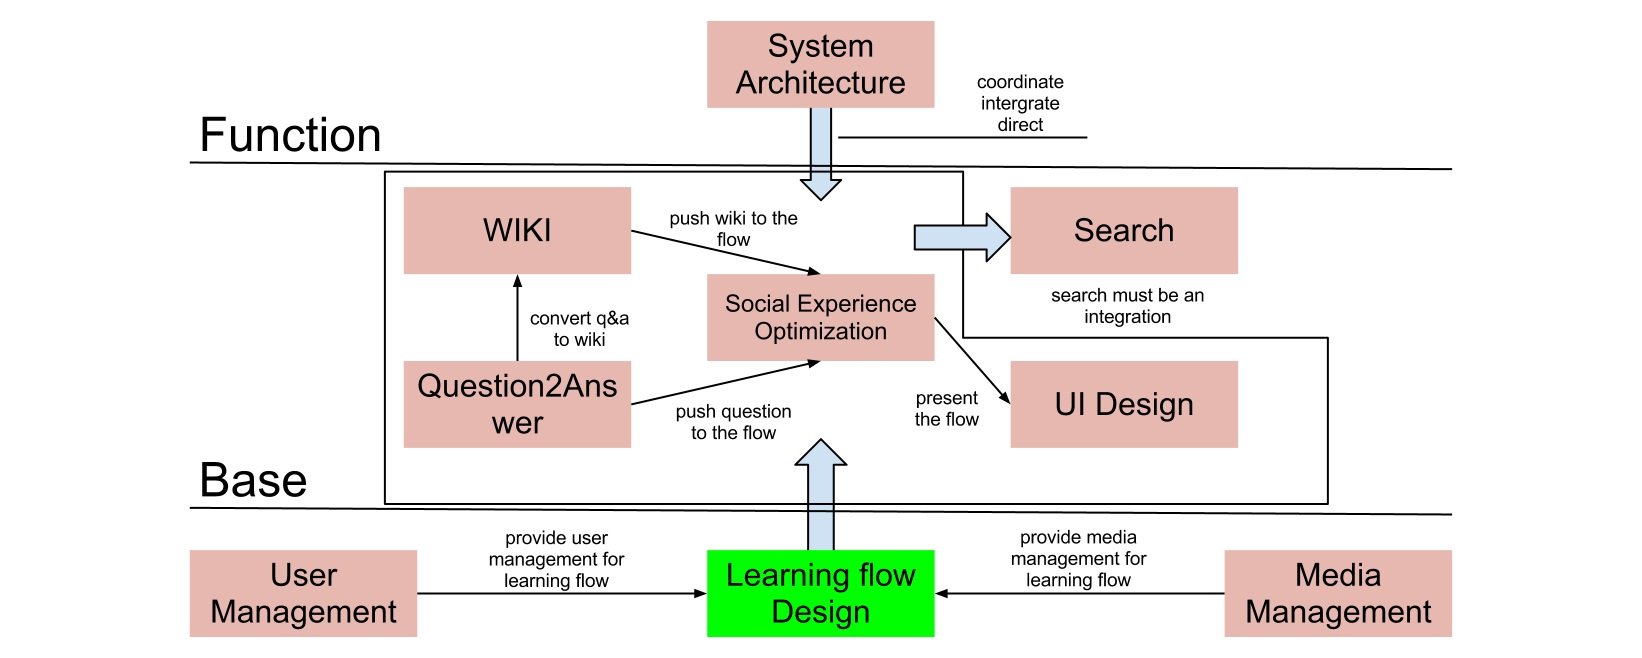 System
Architecture
coordinate
intergrate
direct
Function
WIKI
push wiki to the
flow
Search
search must be an
integration
Social Experience
Optimization
convert q&a
to wiki
Question2Ans
wer
push question
to the flow
present
the flow
UI Design
Base
provide user
management for
learning flow
provide media
management for
learning flow
User
Management
Learning flow
Design
Media
Management